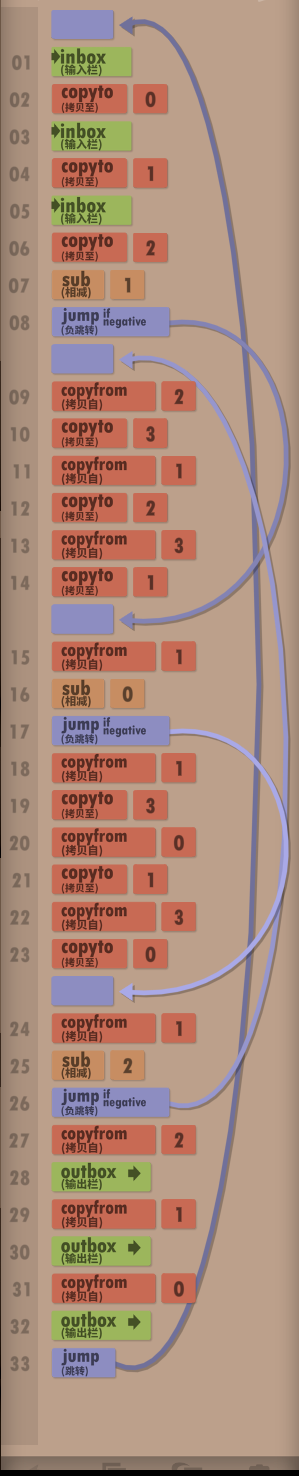 01 inbox
(输入栏)
02 copyto 0
(拷贝至)
03 inbox
(输入栏)
04 copyto 1
(拷贝至)
05 inbox
(输入栏)
06 copyto 2
(拷贝至)
07 sub 1
(相减)
08 jump if negative
(负跳转)
09 copyfrom 2
(拷贝自)
10 copyto 3
(拷贝至)
11 copyfrom 1
(拷贝自)
12 copyto 2
(拷贝至)
13 copyfrom 3
(拷贝自)
14 copyto 1
(拷贝至)
15 copyfrom 1
(拷贝自)
16 sub 0
(相减)
17 jump if negative
(负跳转)
18 copyfrom 1
(拷贝自)
19 copyto 3
(拷贝至)
20 copyfrom 0
(拷贝自)
21 copyto 1
(拷贝至)
22 copyfrom 3
(拷贝自)
23 copyto 0
(拷贝至)
24 copyfrom 1
(拷贝自)
25 sub 2
(相减)
26 jump if negative
(负跳转)
27 copyfrom 2
(拷贝自)
28 outbox
(输出栏)
29 copyfrom 1
(拷贝自)
30 outbox
(输出栏)
31 copyfrom 0
(拷贝自)
32 outbox
(输出栏)
33 jump
(跳转)